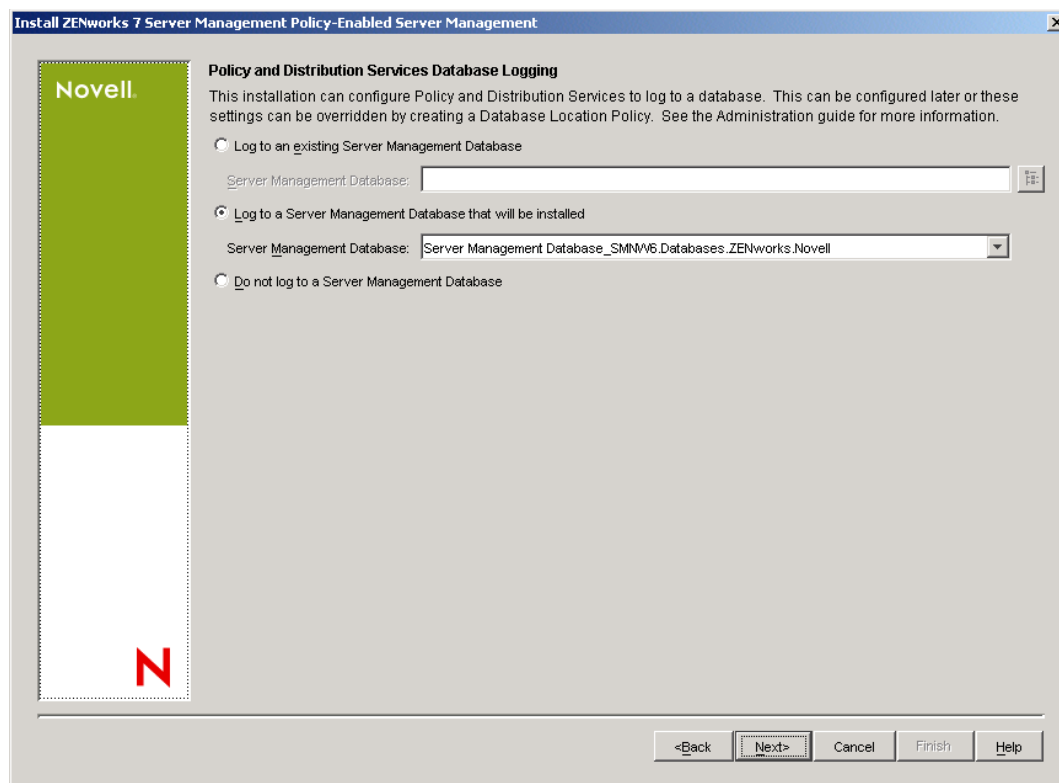 Install ZENworks 7 Server Management Policy-Enabled Server Management
Novell.
Policy and Distribution Services Database Logging
This installation can configure Policy and Distribution Services to log to a database. This can be configured later or these
settings can be overridden by creating a Database Location Policy. See the Administration guide for more information.
Log to an existing Server Management Database
Server Management Database:
Log to a Server Management Database that will be installed
Server Management Database: Server Management Database_SMNW6.Databases.ZENworks.Novell
Do not log to a Server Management Database
N
<Back Next> Cancel Finish Help